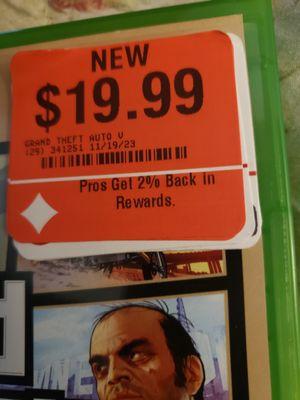 NEW
$19.99
GRAND THEFT AUTO V
(29) 341251 11/19/23
Pros Get 2% Back In
Rewards.